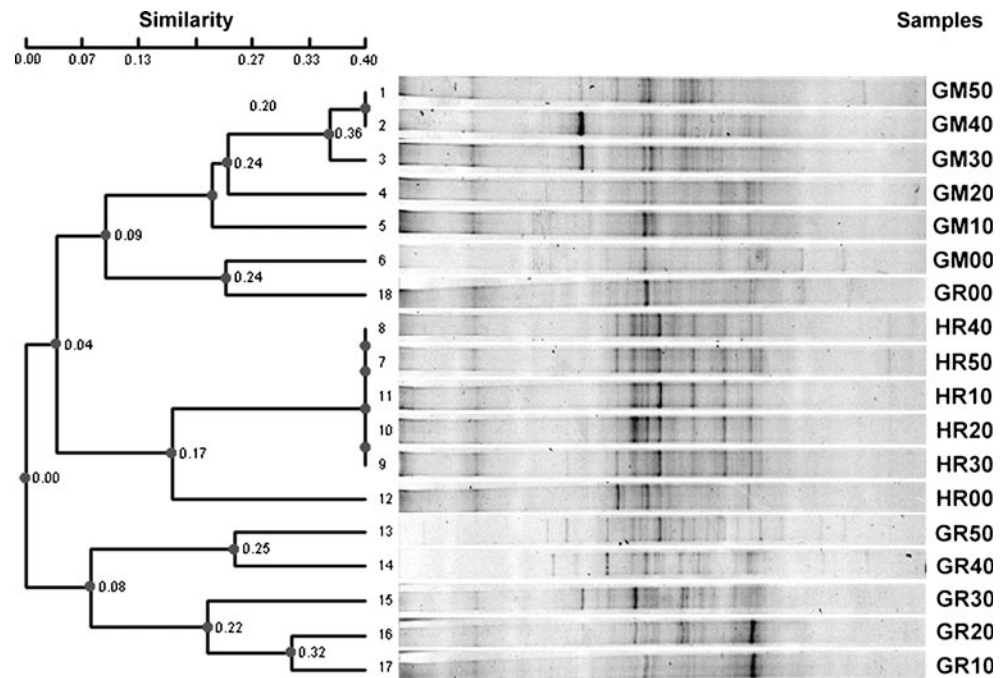 Similarity Samples
0.00 0.07 0.13 0.27 0.33 0.40
1 GM50
0.20
2 GM40
0.36
3 GM30
0.24
4 GM20
5 GM10
0.09
6 GM00
0.24
18 GR00
8 HR40
0.04
7 HR50
11 HR10
10 HR20
0.17
9 HR30
0.00
12 HR00
13 GR50
0.25
14 GR40
0.08
15 GR30
0.22
16 GR20
0.32
17 GR10